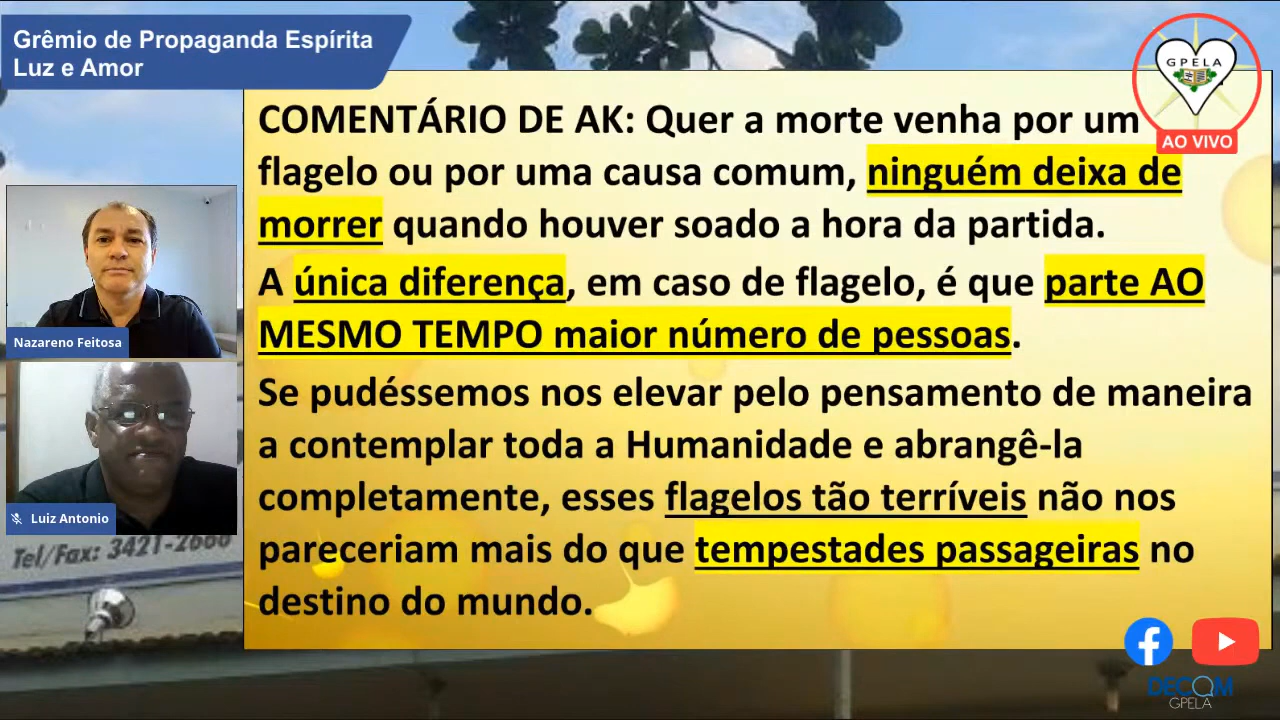 Grêmio de Propaganda Espírita
Luz e Amor
GPELA
AO VIVO
COMENTÁRIO DE AK: Quer a morte venha por um
flagelo ou por uma causa comum, ninguém deixa de
morrer quando houver soado a hora da partida.
A única diferença, em caso de flagelo, é que parte AO
MESMO TEMPO maior número de pessoas.
Se pudéssemos nos elevar pelo pensamento de maneira
a contemplar toda a Humanidade e abrangê-la
completamente, esses flagelos tão terríveis não nos
pareceriam mais do que tempestades passageiras no
destino do mundo.
Nazareno Feitosa
Luiz Antonio
Tel/Fax: 3421-2668
DECOM
GPELA